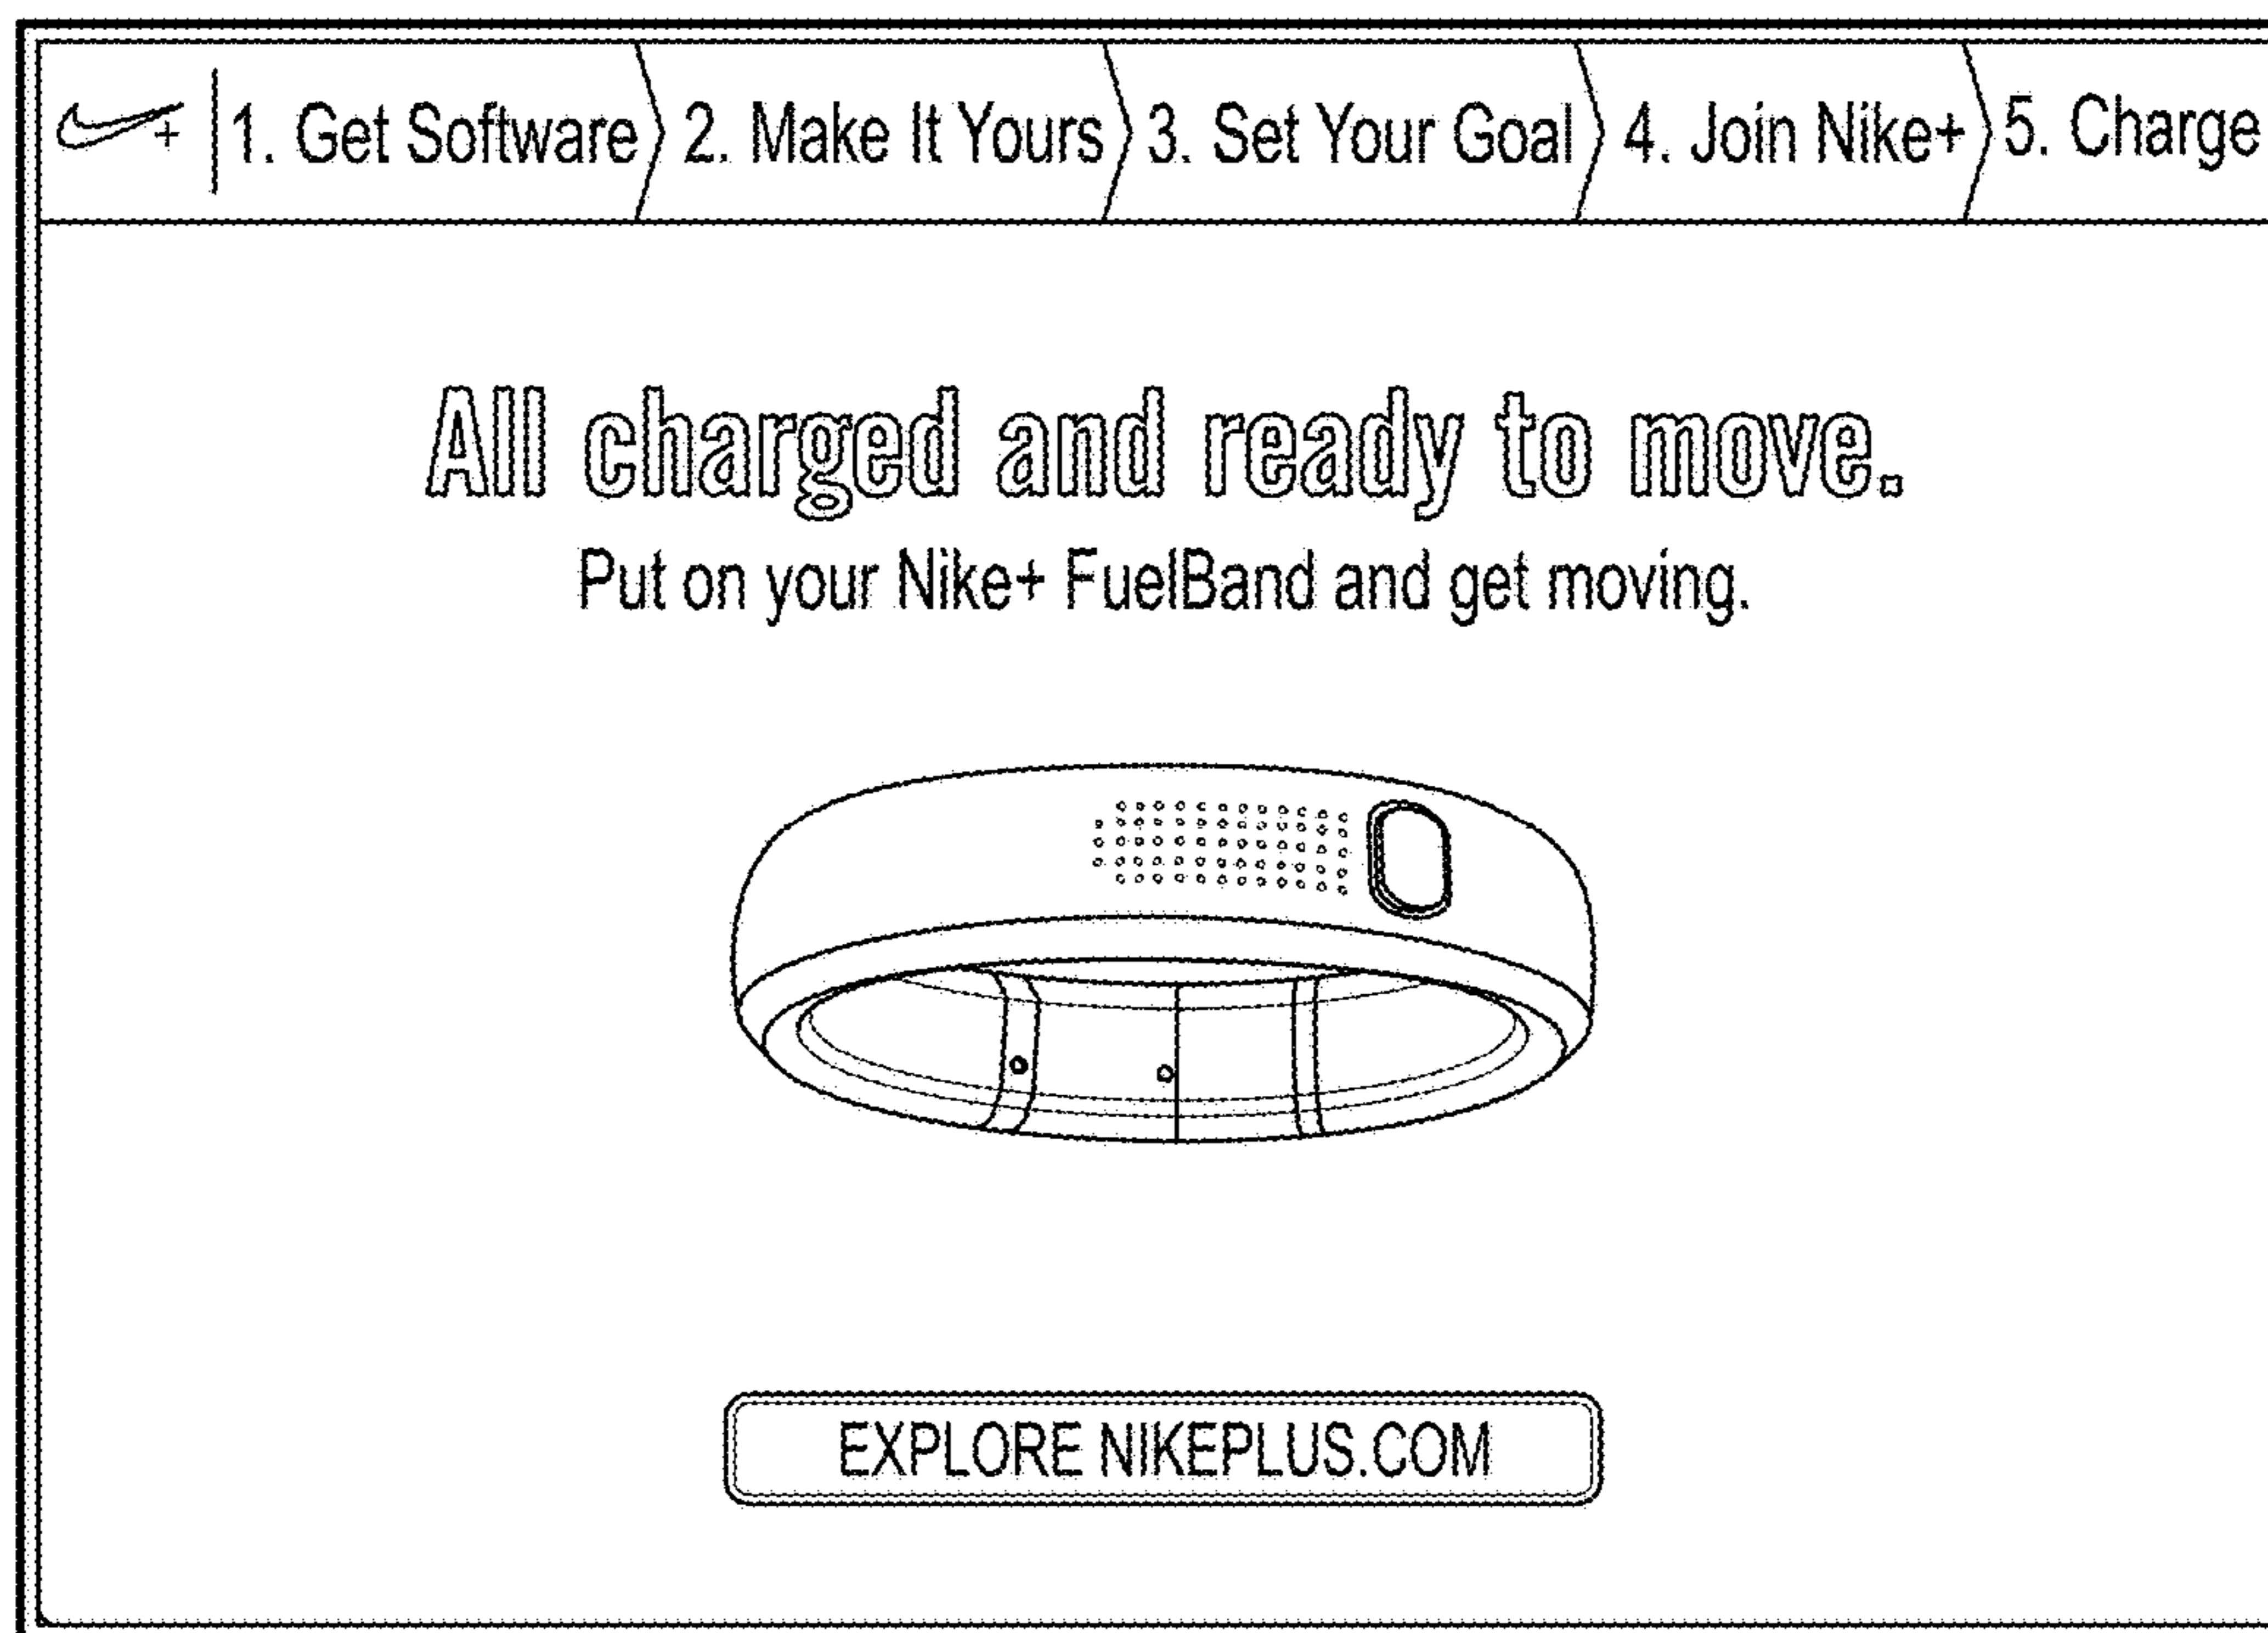 1. Get Software 2. Make It Yours 3. Set Your Goal 4. Join Nike+ 5. Charge
All charged and ready to move.
Put on your Nike+ FuelBand and get moving.
EXPLORE NIKEPLUS.COM